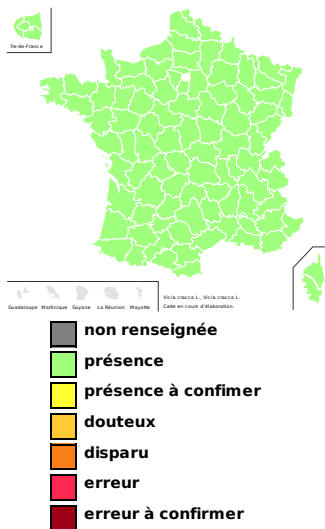 Île-de-France
Guadeloupe Martinique Guyane La Réunion Mayotte
Vicia cracca L., Vicia cracca L.
Carte en cours d'élaboration.
non renseignée
présence
présence à confimer
douteux
disparu
erreur
erreur à confirmer